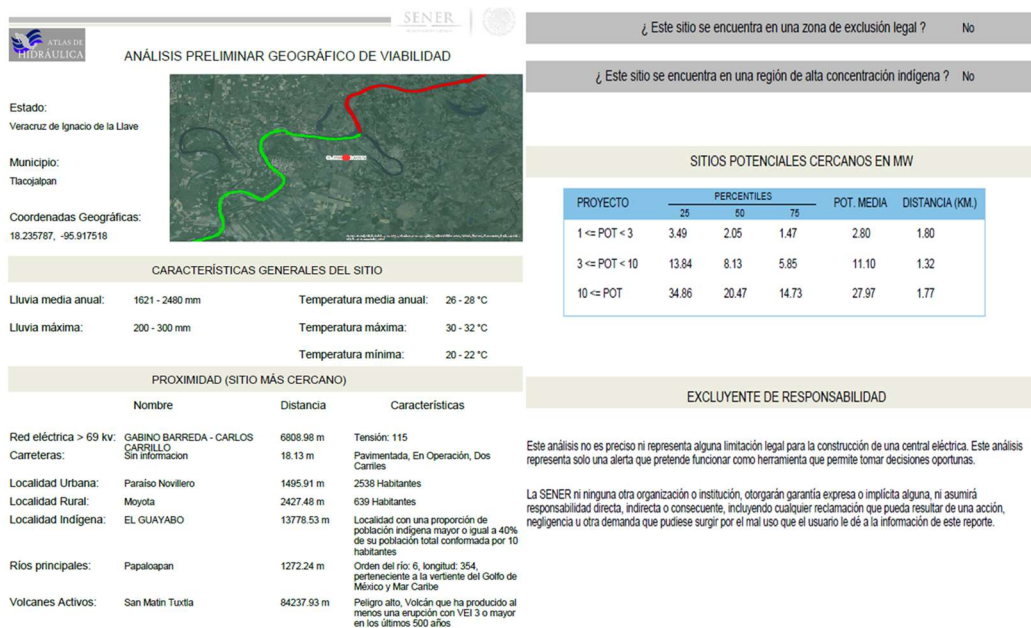 SENER
ATLAS DE
HIDRÁULICA
ANÁLISIS PRELIMINAR GEOGRÁFICO DE VIABILIDAD
Estado:
Veracruz de Ignacio de la Llave
Municipio:
Tlacojalpan
Coordenadas Geográficas:
18.235787, -95.917518
CARACTERÍSTICAS GENERALES DEL SITIO
Lluvia media anual: 1621 - 2480 mm Temperatura media anual: 26 - 28 °C
Lluvia máxima: 200 - 300 mm Temperatura máxima: 30 - 32 °C
Temperatura mínima: 20 - 22 °C
PROXIMIDAD (SITIO MÁS CERCANO)
Nombre Distancia Características
Red eléctrica > 69 kv: GABINO BARREDA - CARLOS 6808.98 m Tensión: 115
CARRILLO
Carreteras: Sin informacion 18.13 m Pavimentada, En Operación, Dos
Carriles
Localidad Urbana: Paraíso Novillero 1495.91 m 2538 Habitantes
Localidad Rural: Moyota 2427.48 m 639 Habitantes
Localidad Indígena: EL GUAYABO 13778.53 m Localidad con una proporción de
población indígena mayor o igual a 40%
de su población total conformada por 10
habitantes
Ríos principales: Papaloapan 1272.24 m Orden del río: 6, longitud: 354,
perteneciente a la vertiente del Golfo de
México y Mar Caribe
Volcanes Activos: San Matin Tuxtla 84237.93 m Peligro alto, Volcán que ha producido al
menos una erupción con VEI 3 o mayor
en los últimos 500 años
¿ Este sitio se encuentra en una zona de exclusión legal ? No
¿ Este sitio se encuentra en una región de alta concentración indígena ? No
SITIOS POTENCIALES CERCANOS EN MW
PROYECTO PERCENTILES POT. MEDIA DISTANCIA (KM.)
25 50 75
1 <= POT < 3 3.49 2.05 1.47 2.80 1.80
3 <= POT < 10 13.84 8.13 5.85 11.10 1.32
10 <= POT 34.86 20.47 14.73 27.97 1.77
EXCLUYENTE DE RESPONSABILIDAD
Este análisis no es preciso ni representa alguna limitación legal para la construcción de una central eléctrica. Este análisis
representa solo una alerta que pretende funcionar como herramienta que permite tomar decisiones oportunas.
La SENER ni ninguna otra organización o institución, otorgarán garantía expresa o implícita alguna, ni asumirá
responsabilidad directa, indirecta o consecuente, incluyendo cualquier reclamación que pueda resultar de una acción,
negligencia u otra demanda que pudiese surgir por el mal uso que el usuario le dé a la información de este reporte.